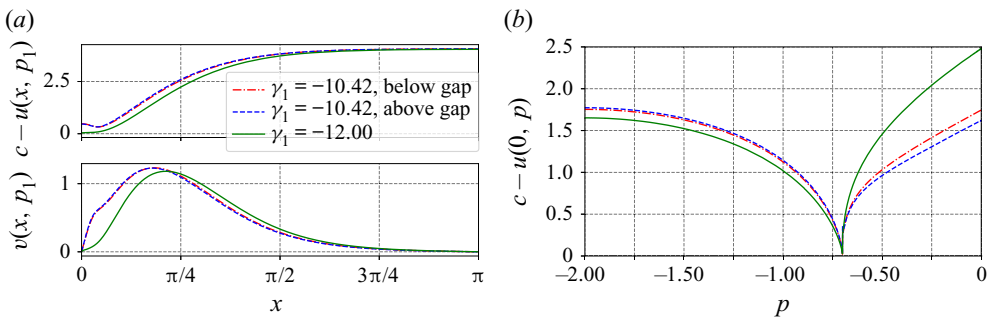 (a)
c – u(x, p₁)
2.5
0
γ₁ = −10.42, below gap
γ₁ = −10.42, above gap
γ₁ = −12.00
v(x, p₁)
1
0
0 π/4 π/2 3π/4 π
x
(b)
c – u(0, p)
2.5
2.0
1.5
1.0
0.5
0
−2.00 −1.50 −1.00 −0.50 0
p